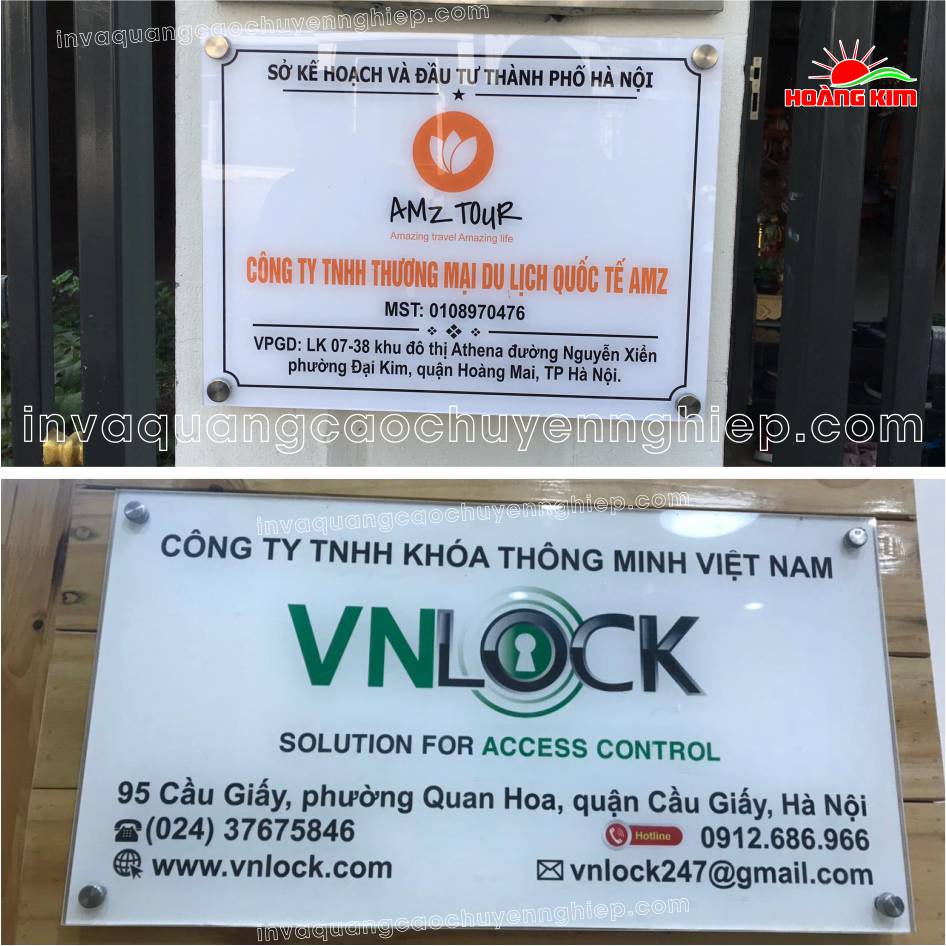 invaquangcaochuyennghiep.com
HOÀNG KIM
SỞ KẾ HOẠCH VÀ ĐẦU TƯ THÀNH PHỐ HÀ NỘI
AMZ TOUR
Amazing travel Amazing life
CÔNG TY TNHH THƯƠNG MẠI DU LỊCH QUỐC TẾ AMZ
MST: 0108970476
VPGD: LK 07-38 khu đô thị Athena đường Nguyễn Xiển
phường Đại Kim, quận Hoàng Mai, TP Hà Nội.
invaquangcaochuyennghiep.com
invaquangcaochuyennghiep.com
CÔNG TY TNHH KHÓA THÔNG MINH VIỆT NAM
VNLOCK
SOLUTION FOR ACCESS CONTROL
95 Cầu Giấy, phường Quan Hoa, quận Cầu Giấy, Hà Nội
(024) 37675846
Hotline 0912.686.966
www.vnlock.com
vnlock247@gmail.com
invaquangcaochuyennghiep.com